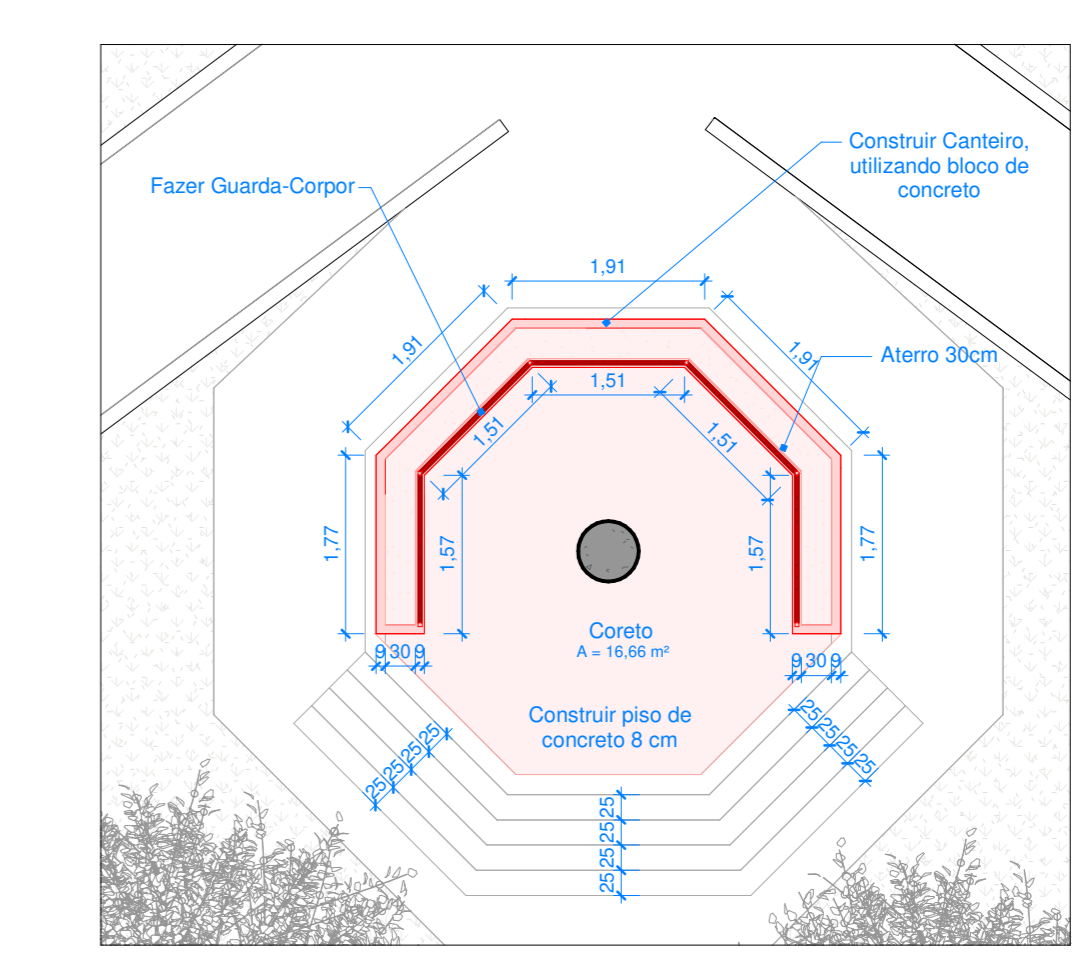 Construir Canteiro,
utilizando bloco de
concreto
Fazer Guarda-Corpor
1,91
1,91
1,91
Aterro 30cm
1,51
1,51
1,51
1,77
1,57
1,57
1,77
Coreto
A = 16,66 m²
9 30 9
9 30 9
Construir piso de
concreto 8 cm
25 25 25 25
25 25 25 25
25 25 25 25